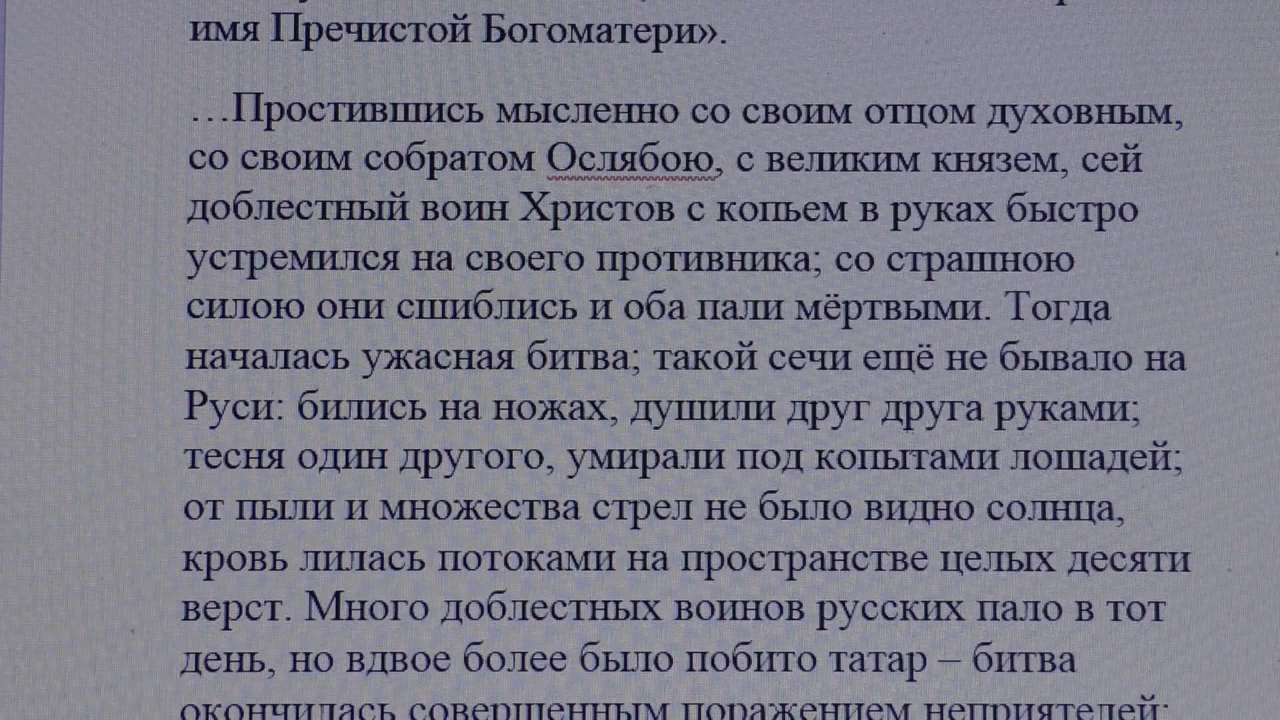 имя Пречистой Богоматери».
…Простившись мысленно со своим отцом духовным,
со своим собратом Ослябою, с великим князем, сей
доблестный воин Христов с копьем в руках быстро
устремился на своего противника; со страшною
силою они сшиблись и оба пали мёртвыми. Тогда
началась ужасная битва; такой сечи ещё не бывало на
Руси: бились на ножах, душили друг друга руками;
тесня один другого, умирали под копытами лошадей;
от пыли и множества стрел не было видно солнца,
кровь лилась потоками на пространстве целых десяти
верст. Много доблестных воинов русских пало в тот
день, но вдвое более было побито татар – битва
окончилась совершенным поражением неприятелей: